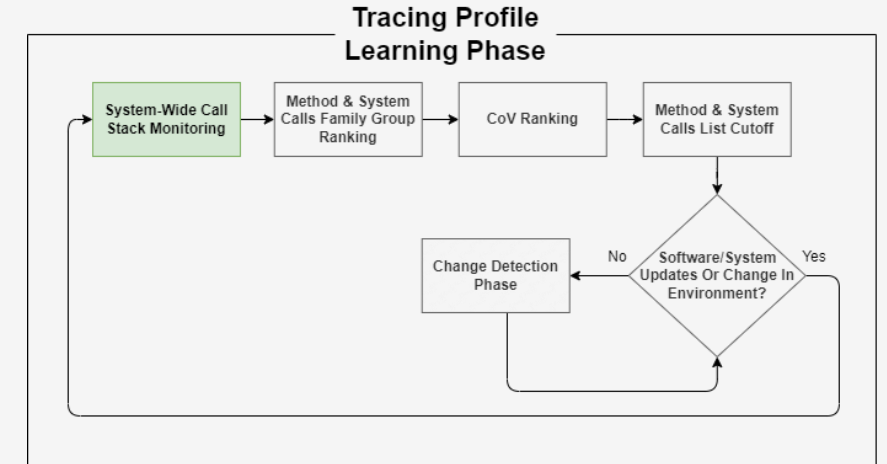 Tracing Profile
Learning Phase
System-Wide Call
Stack Monitoring
Method & System
Calls Family Group
Ranking
CoV Ranking
Method & System
Calls List Cutoff
Change Detection
Phase
No
Software/System
Updates Or Change In
Environment?
Yes